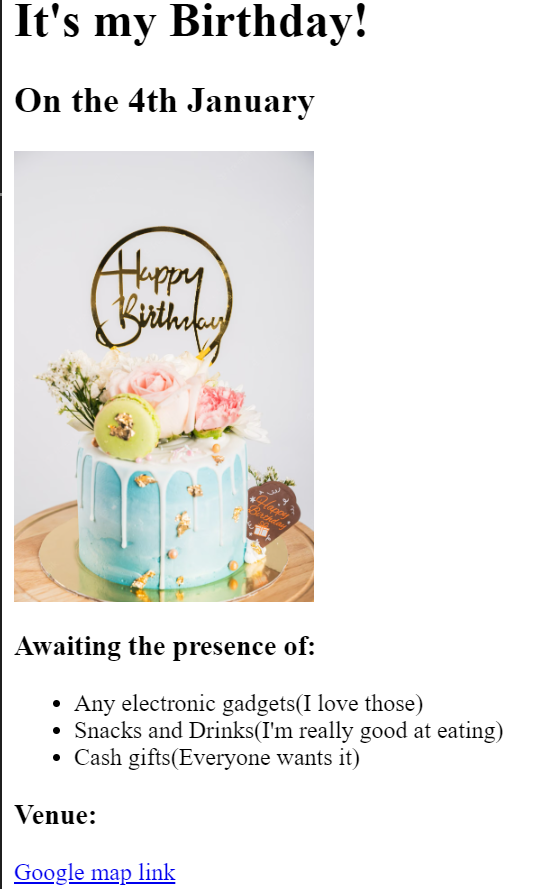 It's my Birthday!
On the 4th January
Happy
Birthday
Happy
Birthday
Awaiting the presence of:
Any electronic gadgets(I love those)
Snacks and Drinks(I'm really good at eating)
Cash gifts(Everyone wants it)
Venue:
Google map link